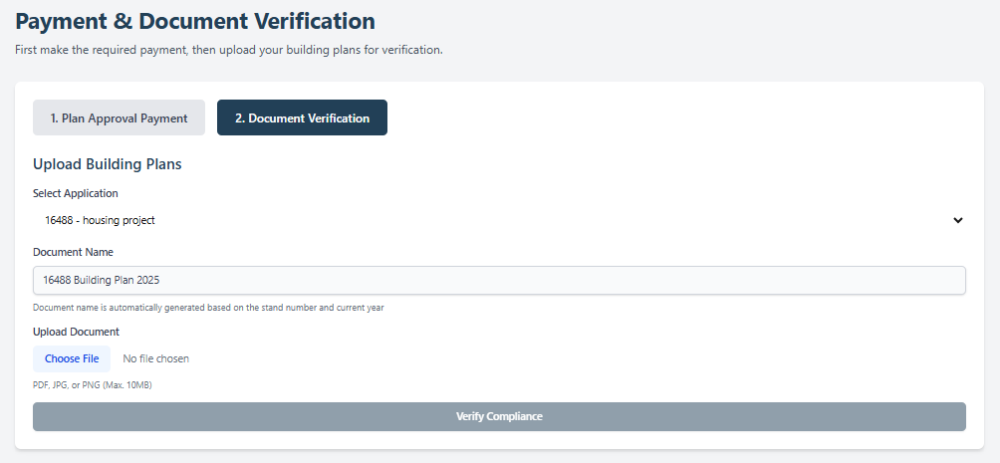 Payment & Document Verification
First make the required payment, then upload your building plans for verification.
1. Plan Approval Payment
2. Document Verification
Upload Building Plans
Select Application
16488 - housing project
Document Name
16488 Building Plan 2025
Document name is automatically generated based on the stand number and current year
Upload Document
Choose File
No file chosen
PDF, JPG, or PNG (Max. 10MB)
Verify Compliance